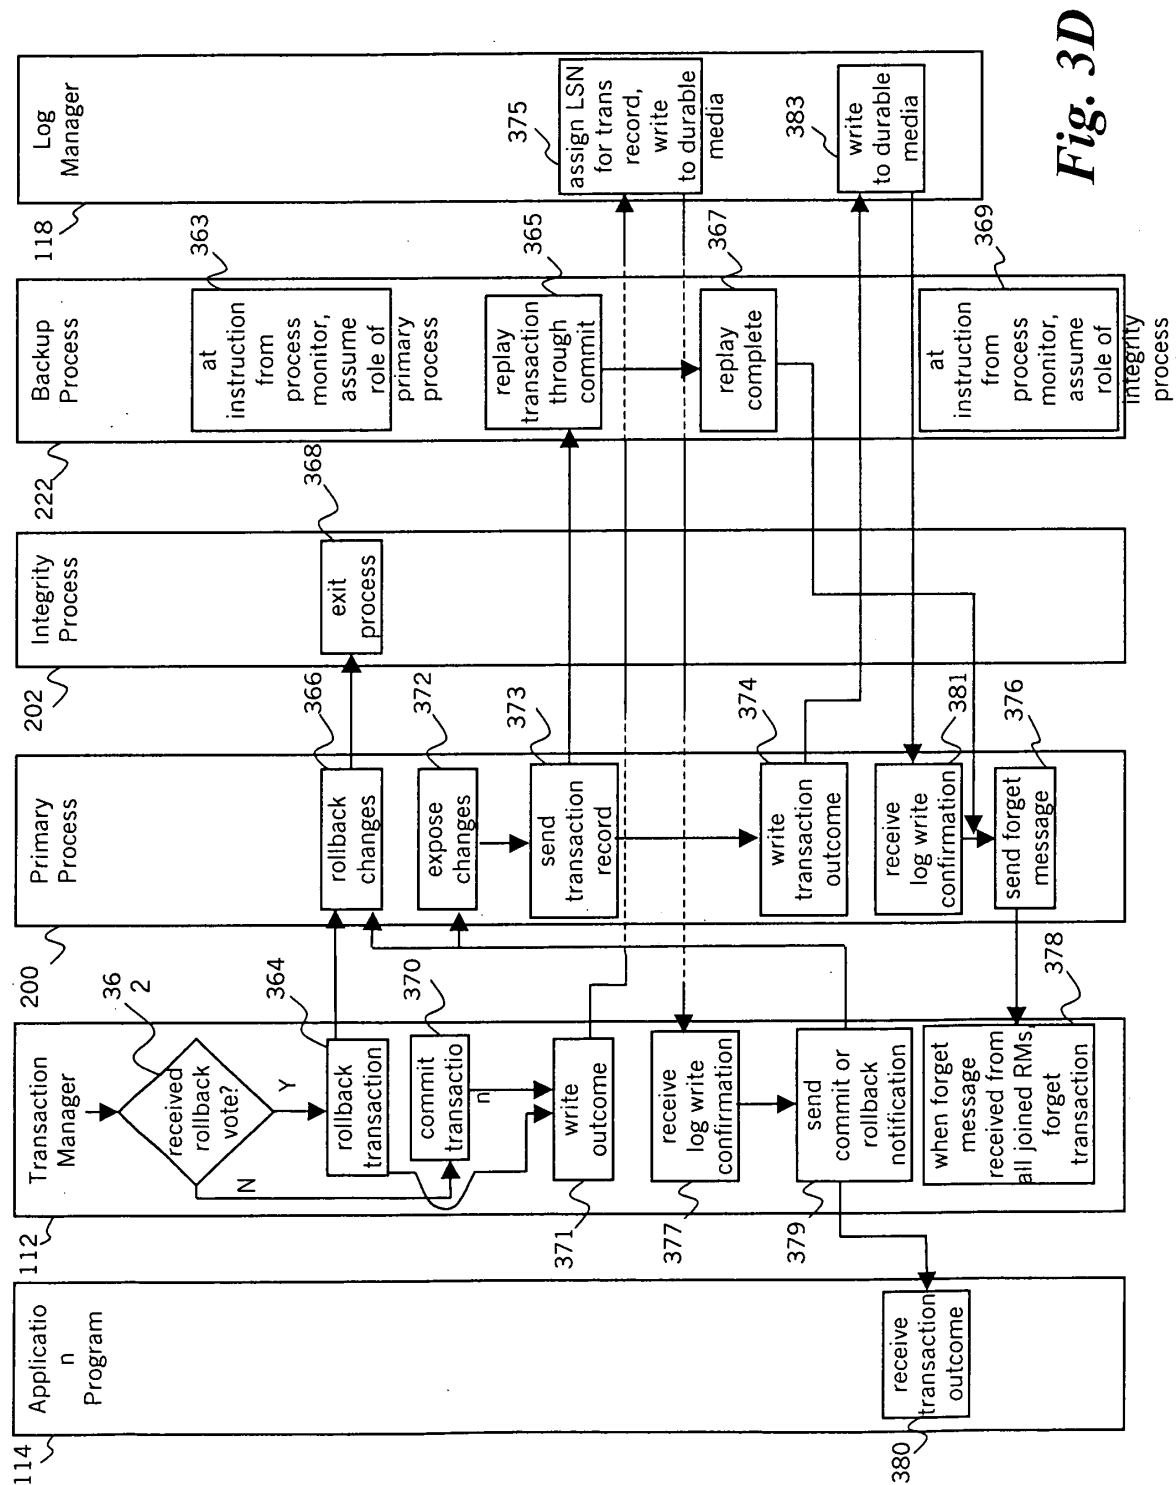 Applicatio
n
Program
114
receive
transaction
outcome
380
Transaction
Manager
112
received
rollback
vote?
36
2
Y
N
rollback
transaction
364
commit
transactio
n
370
write
outcome
371
receive
log write
confirmation
377
send
commit or
rollback
notification
379
when forget
message
received from
all joined RMs,
forget
transaction
378
Primary
Process
200
rollback
changes
366
expose
changes
372
send
transaction
record
373
write
transaction
outcome
374
receive
log write
confirmation
381
send forget
message
376
Integrity
Process
202
exit
process
368
Backup
Process
222
at
instruction
from
process
monitor,
assume
role of
primary
process
363
replay
transaction
through
commit
365
replay
complete
367
at
instruction
from
process
monitor,
assume
role of
integrity
process
369
Log
Manager
118
assign LSN
for trans
record,
write
to durable
media
375
write
to durable
media
383
Fig. 3D